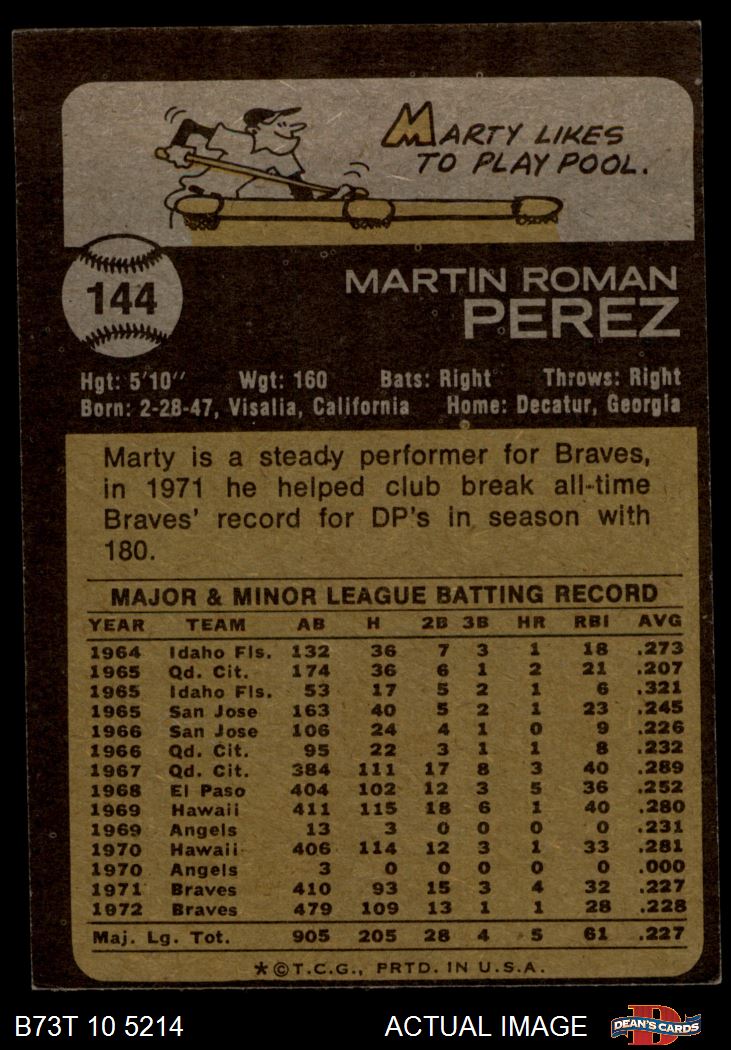 MARTY LIKES
TO PLAY POOL.
144
MARTIN ROMAN
PEREZ
Hgt: 5'10" Wgt: 160 Bats: Right Throws: Right
Born: 2-28-47, Visalia, California Home: Decatur, Georgia
Marty is a steady performer for Braves,
in 1971 he helped club break all-time
Braves' record for DP's in season with
180.
MAJOR & MINOR LEAGUE BATTING RECORD
YEAR TEAM AB H 2B 3B HR RBI AVG
1964 Idaho Fls. 132 36 7 3 1 18 .273
1965 Qd. Cit. 174 36 6 1 2 21 .207
1965 Idaho Fls. 53 17 5 2 1 6 .321
1965 San Jose 163 40 5 2 1 23 .245
1966 San Jose 106 24 4 1 0 9 .226
1966 Qd. Cit. 95 22 3 1 1 8 .232
1967 Qd. Cit. 384 111 17 8 3 40 .289
1968 El Paso 404 102 12 3 5 36 .252
1969 Hawaii 411 115 18 6 1 40 .280
1969 Angels 13 3 0 0 0 0 .231
1970 Hawaii 406 114 12 3 1 33 .281
1970 Angels 3 0 0 0 0 0 .000
1971 Braves 410 93 15 3 4 32 .227
1972 Braves 479 109 13 1 1 28 .228
Maj. Lg. Tot. 905 205 28 4 5 61 .227
*©T.C.G., PRTD. IN U.S.A.
B73T 10 5214 ACTUAL IMAGE D DEAN'S CARDS